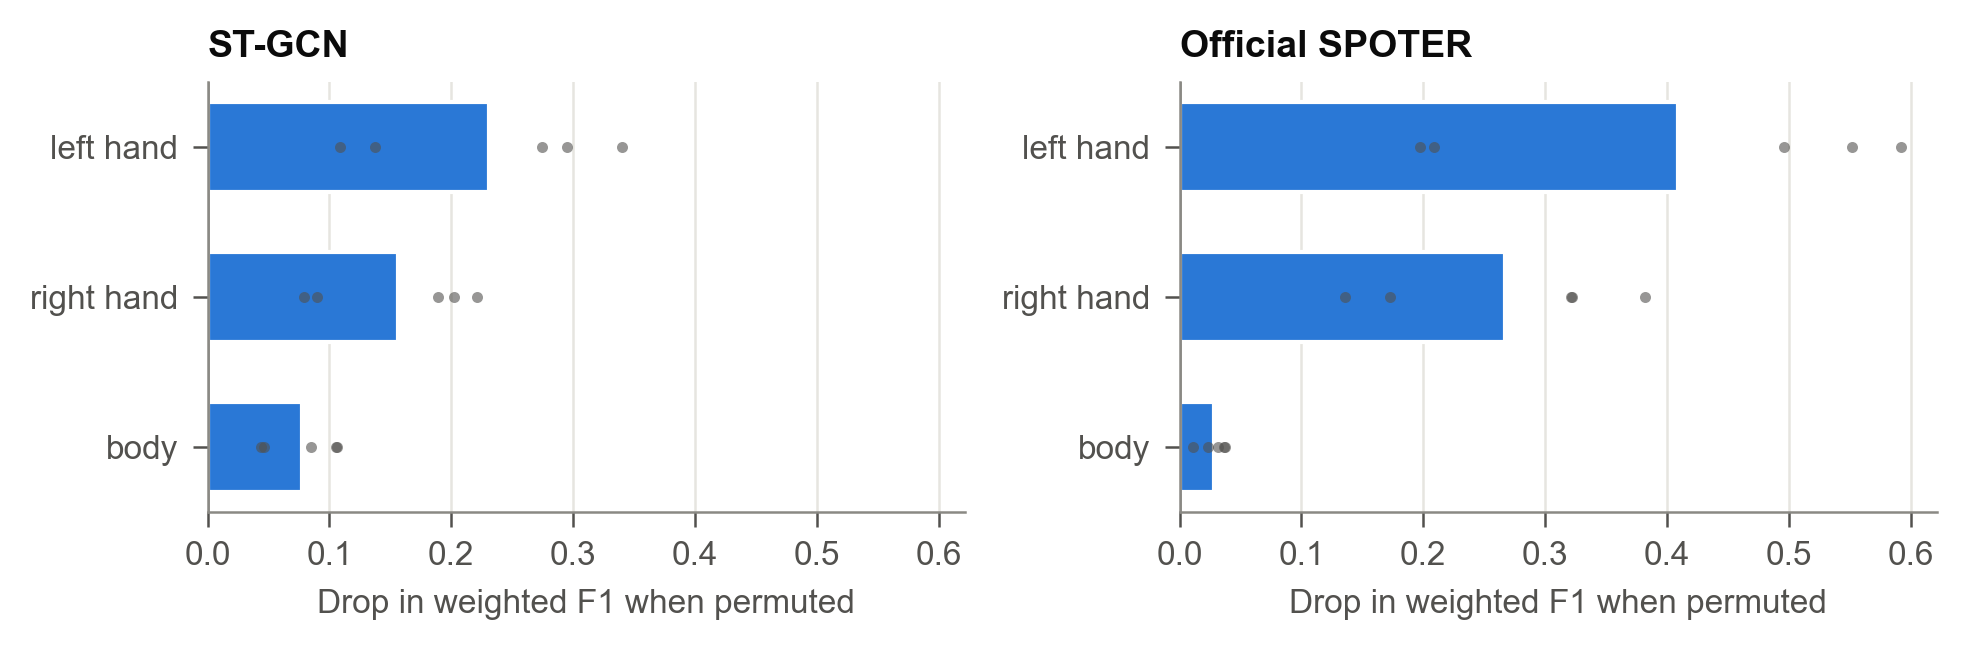 ST-GCN
left hand
right hand
body
0.0 0.1 0.2 0.3 0.4 0.5 0.6
Drop in weighted F1 when permuted
Official SPOTER
left hand
right hand
body
0.0 0.1 0.2 0.3 0.4 0.5 0.6
Drop in weighted F1 when permuted